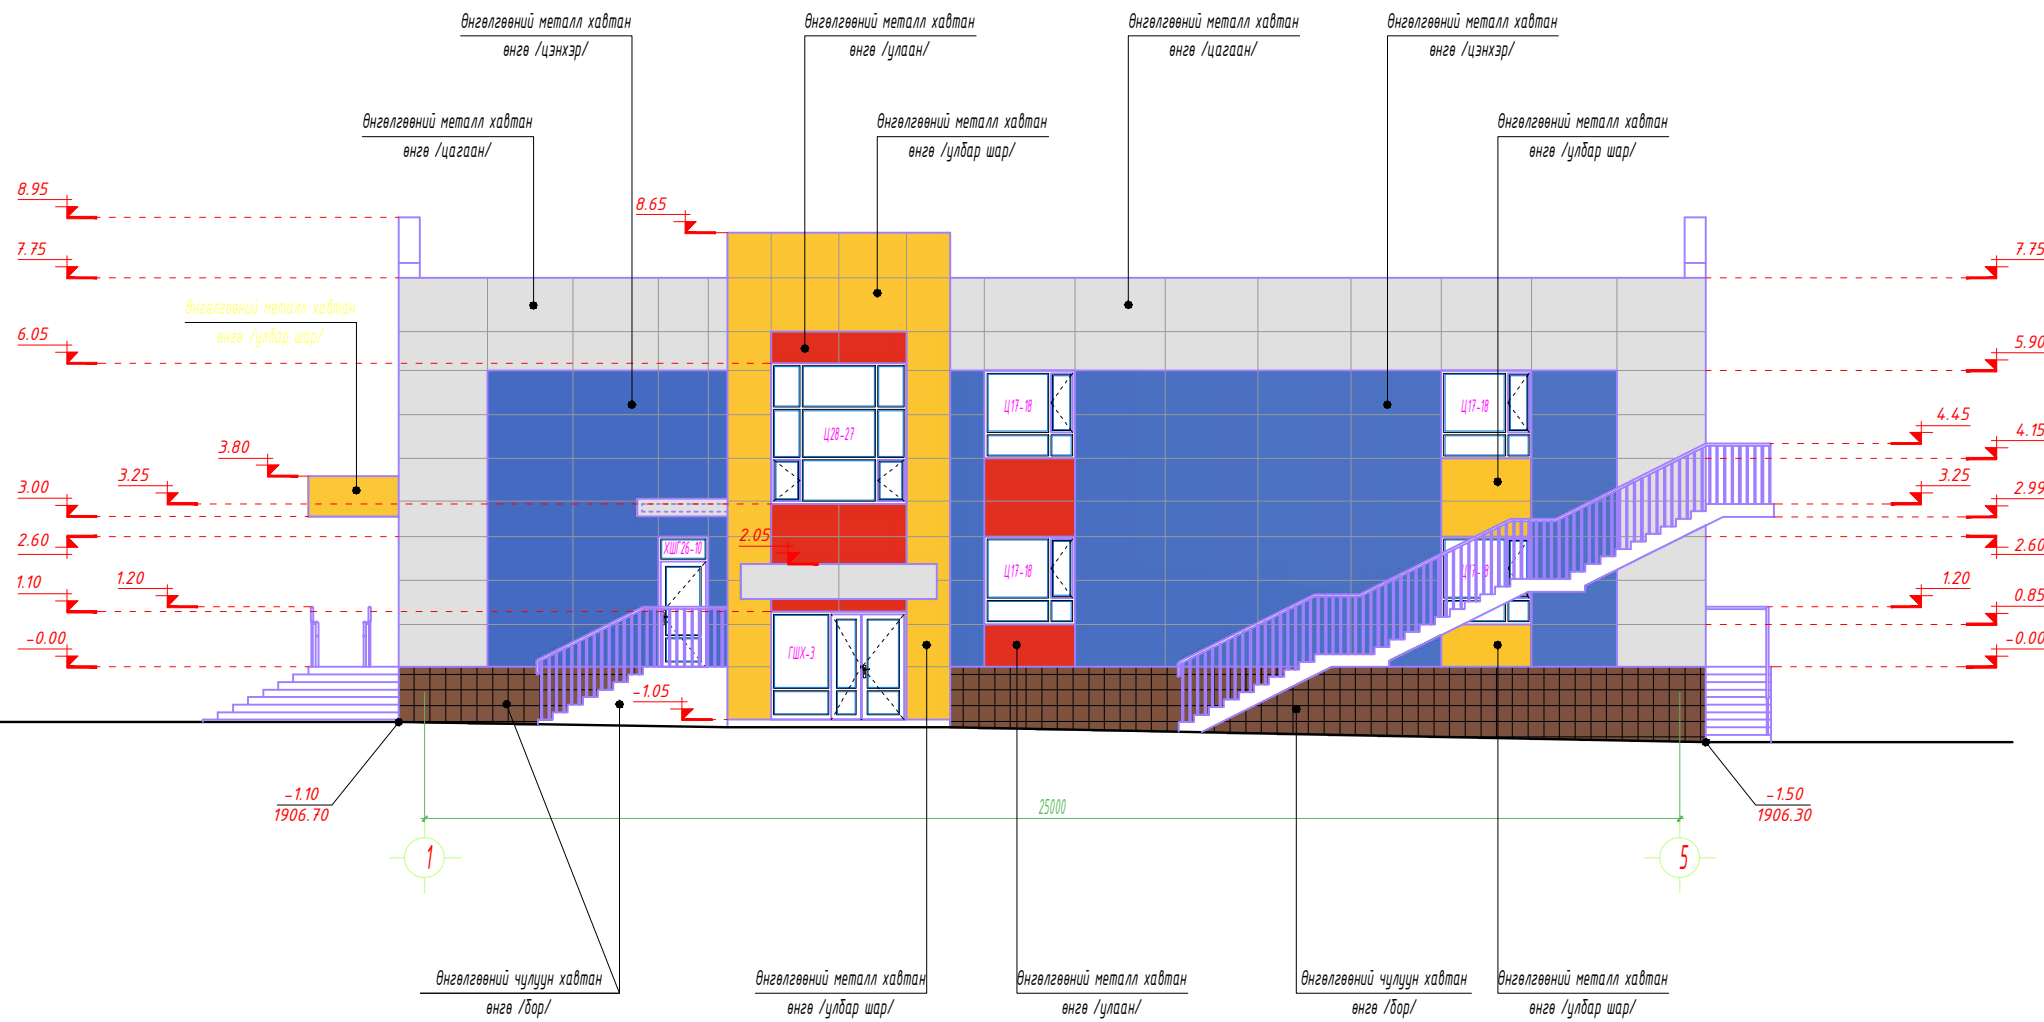 Өнгөлгөөний металл хавтан
өнгө /цэнхэр/
Өнгөлгөөний металл хавтан
өнгө /улаан/
Өнгөлгөөний металл хавтан
өнгө /цагаан/
Өнгөлгөөний металл хавтан
өнгө /цэнхэр/
Өнгөлгөөний металл хавтан
өнгө /цагаан/
Өнгөлгөөний металл хавтан
өнгө /улбар шар/
Өнгөлгөөний металл хавтан
өнгө /улбар шар/
8.95
8.65
7.75
7.75
Өнгөлгөөний металл хавтан
өнгө /улбар шар/
6.05
5.90
Ц17-18
Ц17-18
Ц28-27
4.45
4.15
3.80
3.25
3.25
3.00
2.99
2.60
2.60
2.05
ХШГ26-10
Ц17-18
Ц17-18
1.20
1.20
1.10
0.85
-0.00
-0.00
ГШХ-3
-1.05
-1.10
1906.70
25000
-1.50
1906.30
1
5
Өнгөлгөөний чулуун хавтан
өнгө /бор/
Өнгөлгөөний металл хавтан
өнгө /улбар шар/
Өнгөлгөөний металл хавтан
өнгө /улаан/
Өнгөлгөөний чулуун хавтан
өнгө /бор/
Өнгөлгөөний металл хавтан
өнгө /улбар шар/